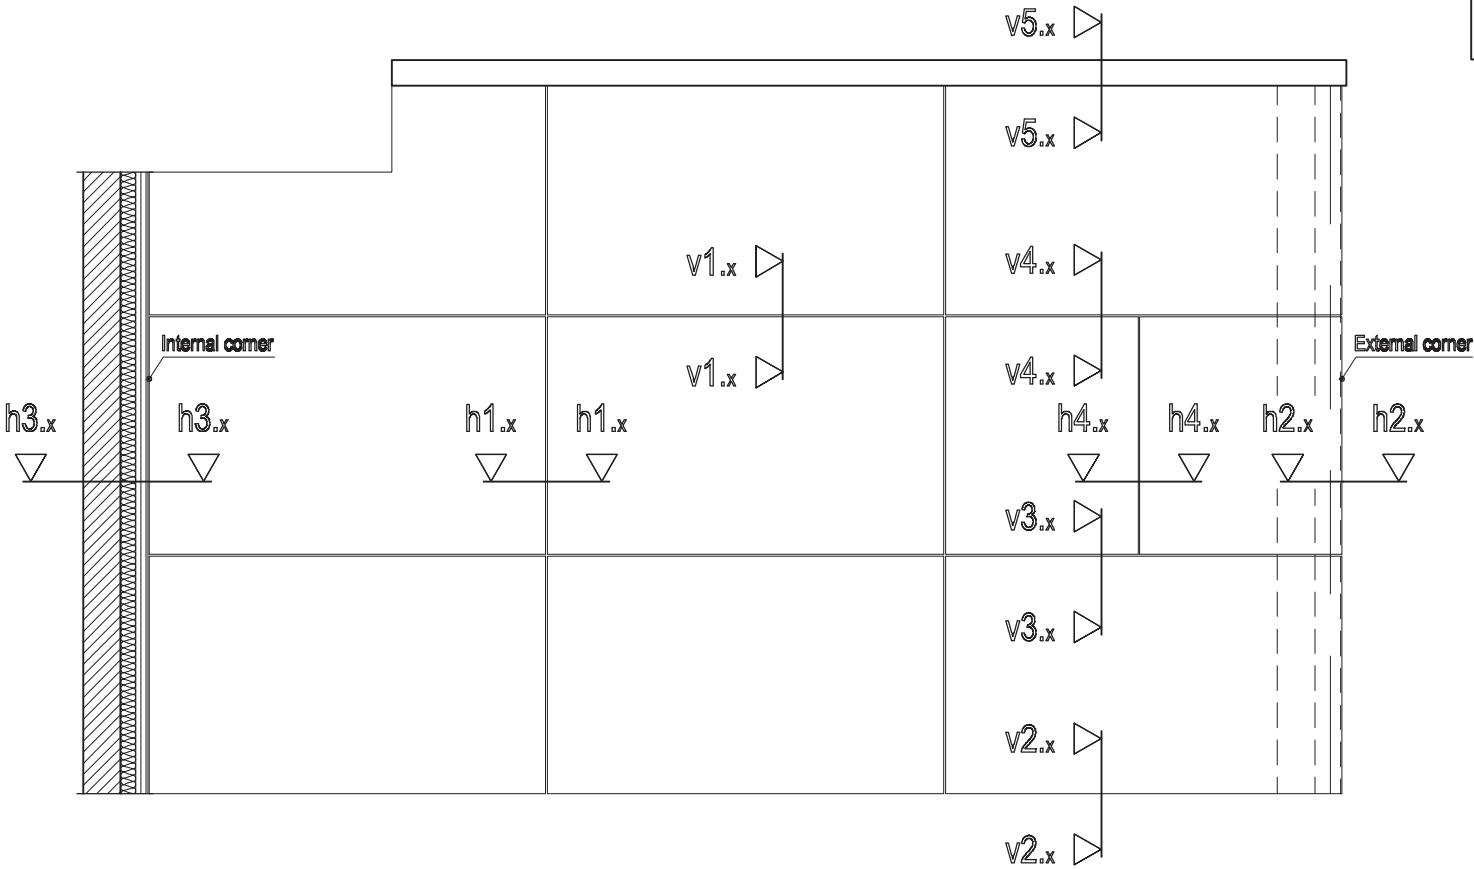 v5.x
v5.x
v1.x
v4.x
Internal corner
External corner
v1.x
v4.x
h3.x
h3.x
h1.x
h1.x
h4.x
h4.x
h2.x
h2.x
v3.x
v3.x
v2.x
v2.x